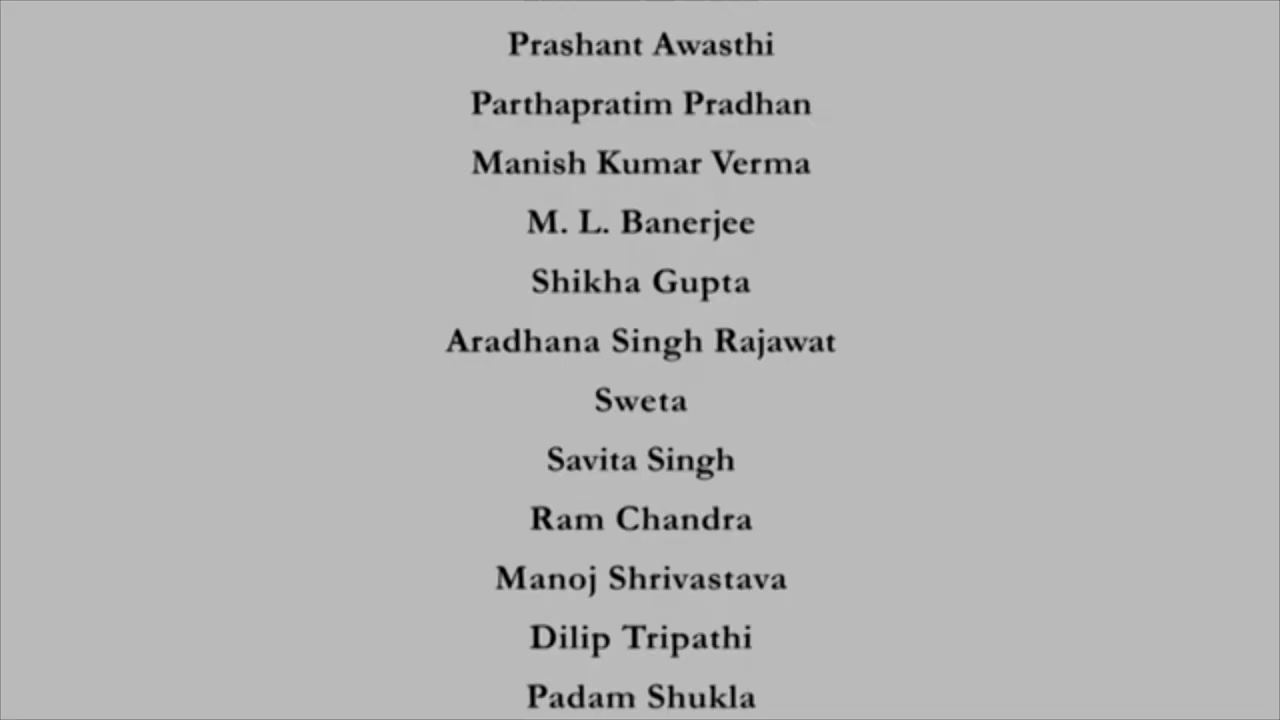 Prashant Awasthi
Parthapratim Pradhan
Manish Kumar Verma
M. L. Banerjee
Shikha Gupta
Aradhana Singh Rajawat
Sweta
Savita Singh
Ram Chandra
Manoj Shrivastava
Dilip Tripathi
Padam Shukla